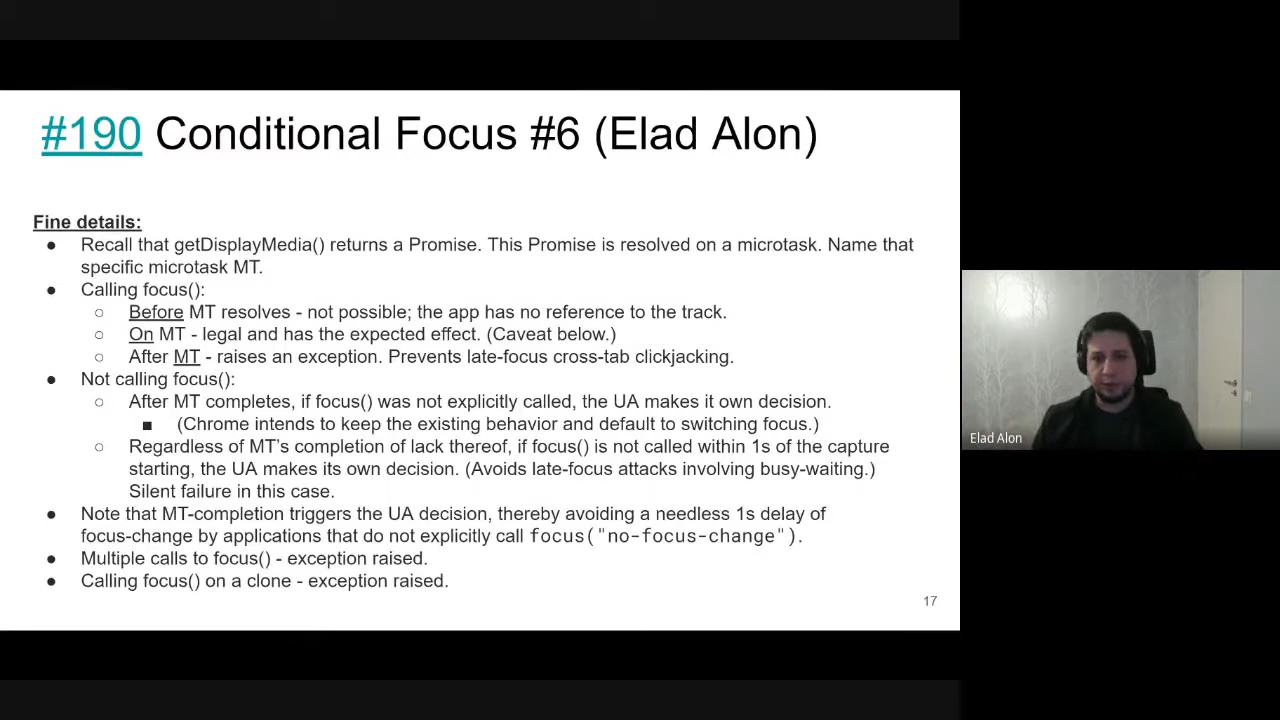 #190 Conditional Focus #6 (Elad Alon)
Fine details:
● Recall that getDisplayMedia() returns a Promise. This Promise is resolved on a microtask. Name that
specific microtask MT.
● Calling focus():
○ Before MT resolves - not possible; the app has no reference to the track.
○ On MT - legal and has the expected effect. (Caveat below.)
○ After MT - raises an exception. Prevents late-focus cross-tab clickjacking.
● Not calling focus():
○ After MT completes, if focus() was not explicitly called, the UA makes it own decision.
■ (Chrome intends to keep the existing behavior and default to switching focus.)
○ Regardless of MT's completion of lack thereof, if focus() is not called within 1s of the capture
starting, the UA makes its own decision. (Avoids late-focus attacks involving busy-waiting.)
Silent failure in this case.
● Note that MT-completion triggers the UA decision, thereby avoiding a needless 1s delay of
focus-change by applications that do not explicitly call focus("no-focus-change").
● Multiple calls to focus() - exception raised.
● Calling focus() on a clone - exception raised.
17
Elad Alon